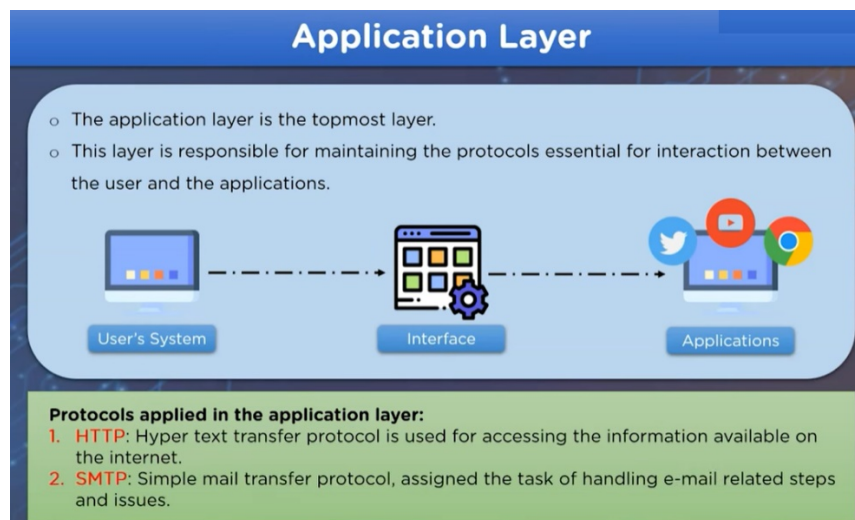 Application Layer
o The application layer is the topmost layer.
o This layer is responsible for maintaining the protocols essential for interaction between
the user and the applications.
User's System
Interface
Applications
Protocols applied in the application layer:
1. HTTP: Hyper text transfer protocol is used for accessing the information available on
the internet.
2. SMTP: Simple mail transfer protocol, assigned the task of handling e-mail related steps
and issues.